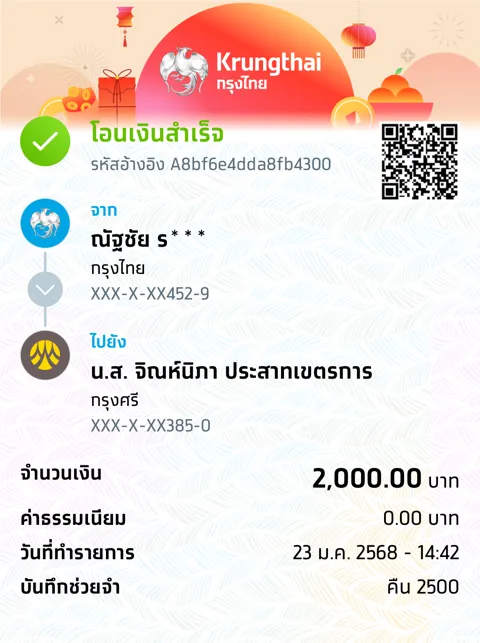 Krungthai
กรุงไทย
โอนเงินสำเร็จ
รหัสอ้างอิง A8bf6e4dda8fb4300
จาก
ณัฐชัย ร***
กรุงไทย
XXX-X-XX452-9
ไปยัง
น.ส. จิณห์นิภา ประสาทเขตรการ
กรุงศรี
XXX-X-XX385-0
จำนวนเงิน 2,000.00 บาท
ค่าธรรมเนียม 0.00 บาท
วันที่ทำรายการ 23 ม.ค. 2568 - 14:42
บันทึกช่วยจำ คืน 2500